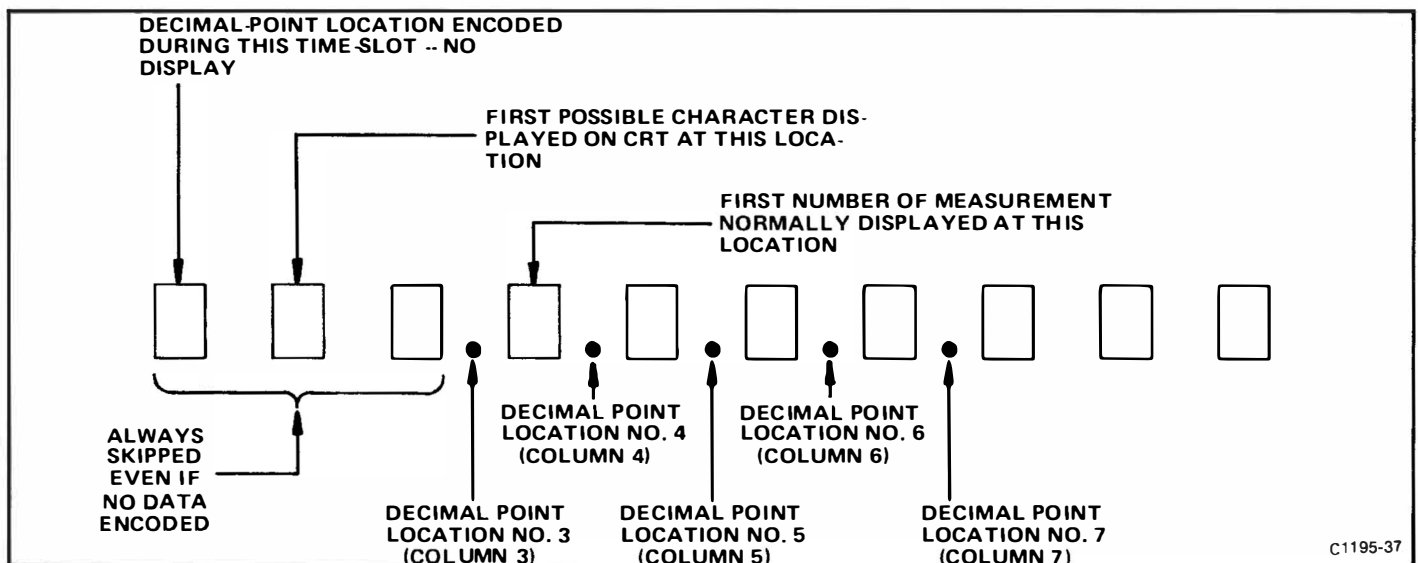 DECIMAL-POINT LOCATION ENCODED
DURING THIS TIME-SLOT -- NO
DISPLAY
FIRST POSSIBLE CHARACTER DIS-
PLAYED ON CRT AT THIS LOCA-
TION
FIRST NUMBER OF MEASUREMENT
NORMALLY DISPLAYED AT THIS
LOCATION
ALWAYS
SKIPPED
EVEN IF
NO DATA
ENCODED
DECIMAL POINT
LOCATION NO. 3
(COLUMN 3)
DECIMAL POINT
LOCATION NO. 4
(COLUMN 4)
DECIMAL POINT
LOCATION NO. 5
(COLUMN 5)
DECIMAL POINT
LOCATION NO. 6
(COLUMN 6)
DECIMAL POINT
LOCATION NO. 7
(COLUMN 7)
C1195-37